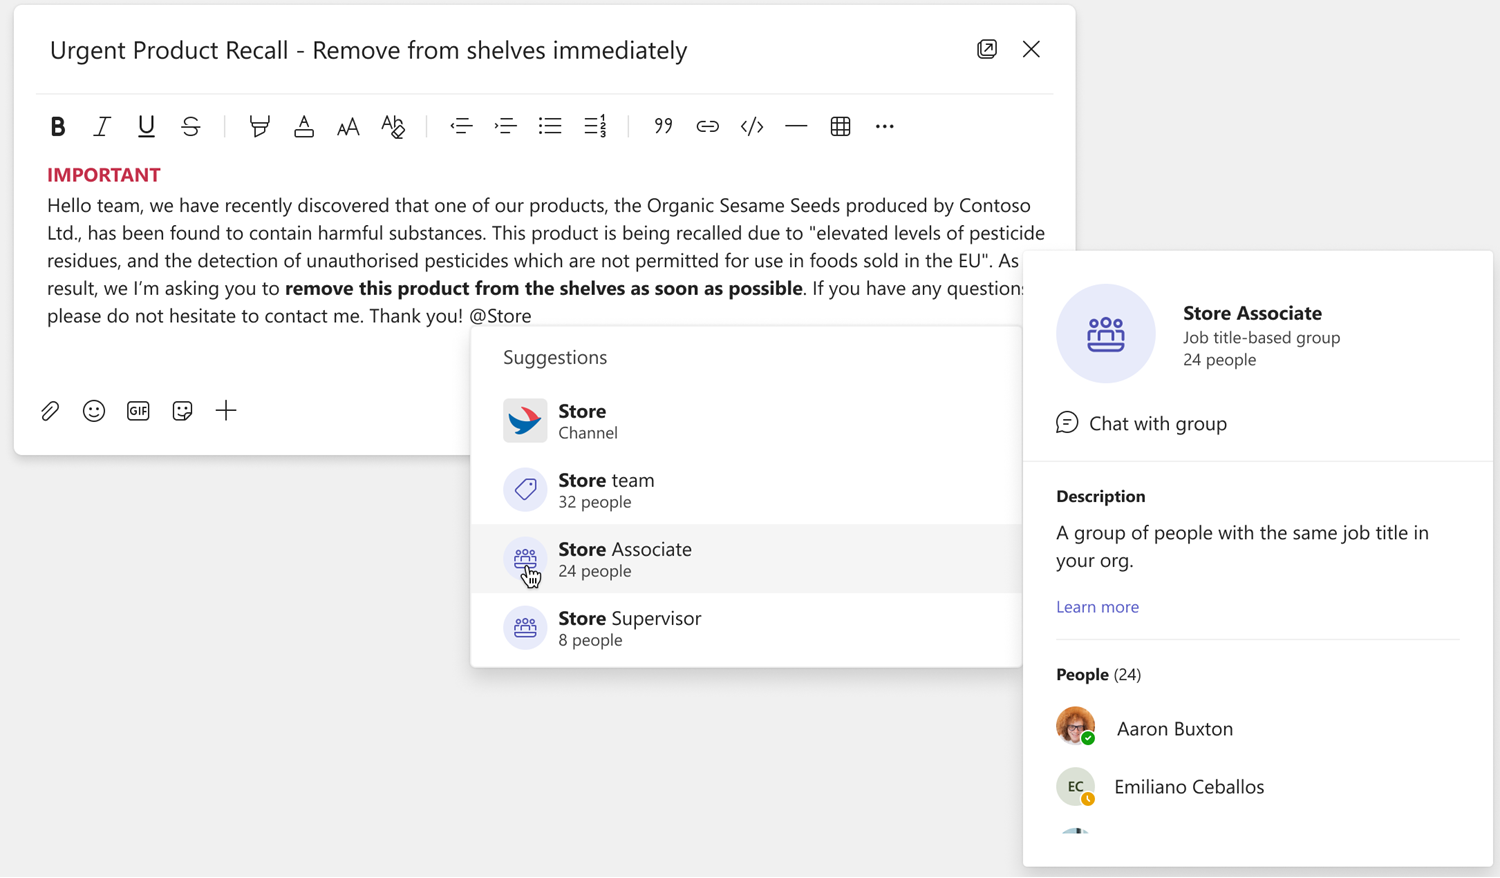 Urgent Product Recall - Remove from shelves immediately
B I U S A AA Ab 1 2 3 99 </>
IMPORTANT
Hello team, we have recently discovered that one of our products, the Organic Sesame Seeds produced by Contoso
Ltd., has been found to contain harmful substances. This product is being recalled due to "elevated levels of pesticide
residues, and the detection of unauthorised pesticides which are not permitted for use in foods sold in the EU". As
result, we I'm asking you to remove this product from the shelves as soon as possible. If you have any question
please do not hesitate to contact me. Thank you! @Store
GIF
Suggestions
Store
Channel
Store team
32 people
Store Associate
24 people
Store Supervisor
8 people
Store Associate
Job title-based group
24 people
Chat with group
Description
A group of people with the same job title in
your org.
Learn more
People (24)
Aaron Buxton
EC Emiliano Ceballos